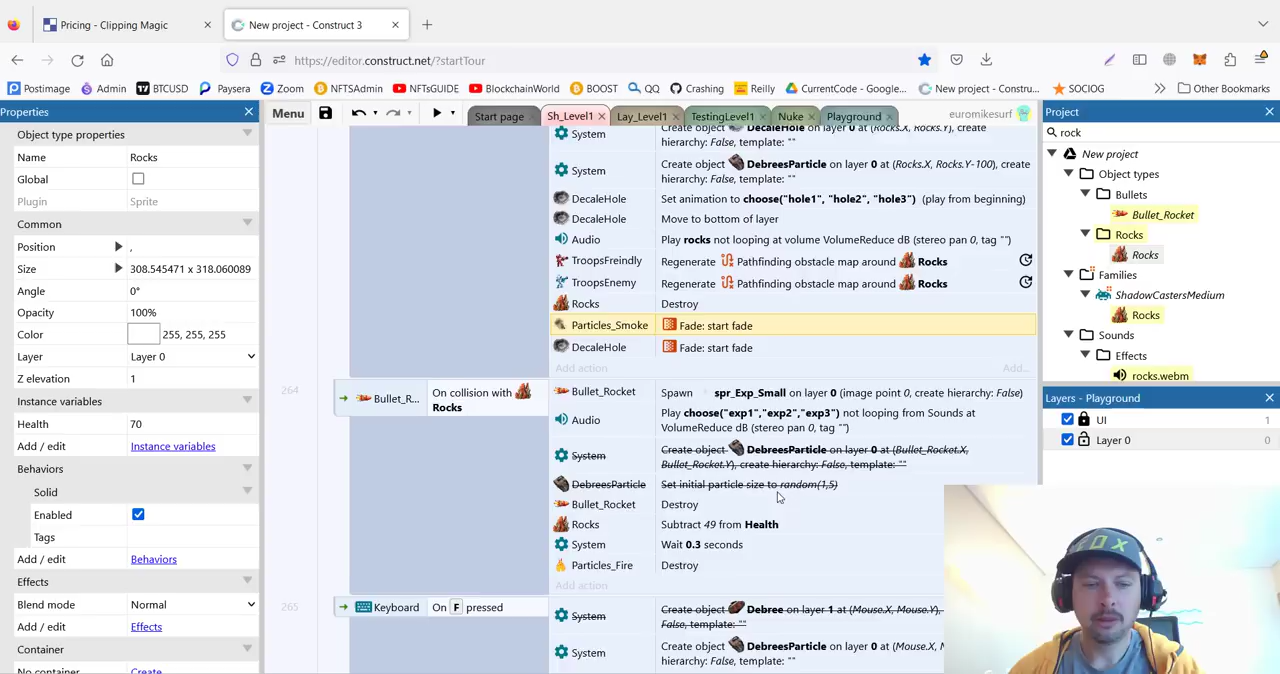 Pricing - Clipping Magic
New project - Construct 3
https://editor.construct.net/?startTour
Postimage
Admin
BTCUSD
Paysera
Zoom
NFTSAdmin
NFTsGUIDE
BlockchainWorld
BOOST
QQ
Crashing
Reilly
CurrentCode - Google...
New project - Constru...
SOCIOG
Other Bookmarks
Properties
Menu
Start page
Sh_Level1
Lay_Level1
TestingLevel1
Nuke
Playground
euromikesurf
Project
Object type properties
Name Rocks
Global
Plugin Sprite
Common
Position ,
Size 308.545471 x 318.060089
Angle 0°
Opacity 100%
Color 255, 255, 255
Layer Layer 0
Z elevation 1
Instance variables
Health 70
Add / edit Instance variables
Behaviors
Solid
Enabled
Tags
Add / edit Behaviors
Effects
Blend mode Normal
Add / edit Effects
Container
No container Create
System Create object DecaleHole on layer 0 at (Rocks.X, Rocks.Y), create
hierarchy: False, template: ""
System Create object DebreesParticle on layer 0 at (Rocks.X, Rocks.Y-100), create
hierarchy: False, template: ""
DecaleHole Set animation to choose("hole1", "hole2", "hole3") (play from beginning)
DecaleHole Move to bottom of layer
Audio Play rocks not looping at volume VolumeReduce dB (stereo pan 0, tag "")
TroopsFreindly Regenerate Pathfinding obstacle map around Rocks
TroopsEnemy Regenerate Pathfinding obstacle map around Rocks
Rocks Destroy
Particles_Smoke Fade: start fade
DecaleHole Fade: start fade
Add action Add...
264
Bullet_R... On collision with
Rocks
Bullet_Rocket Spawn spr_Exp_Small on layer 0 (image point 0, create hierarchy: False)
Audio Play choose("exp1","exp2","exp3") not looping from Sounds at
VolumeReduce dB (stereo pan 0, tag "")
System Create object DebreesParticle on layer 0 at (Bullet_Rocket.X,
Bullet_Rocket.Y), create hierarchy: False, template: ""
DebreesParticle Set initial particle size to random(1,5)
Bullet_Rocket Destroy
Rocks Subtract 49 from Health
System Wait 0.3 seconds
Particles_Fire Destroy
Add action
265
Keyboard On F pressed
System Create object Debree on layer 1 at (Mouse.X, Mouse.Y),
False, template: ""
System Create object DebreesParticle on layer 0 at (Mouse.X,
hierarchy: False, template: ""
rock
New project
Object types
Bullets
Bullet_Rocket
Rocks
Rocks
Families
ShadowCastersMedium
Rocks
Sounds
Effects
rocks.webm
Layers - Playground
UI 1
Layer 0 0